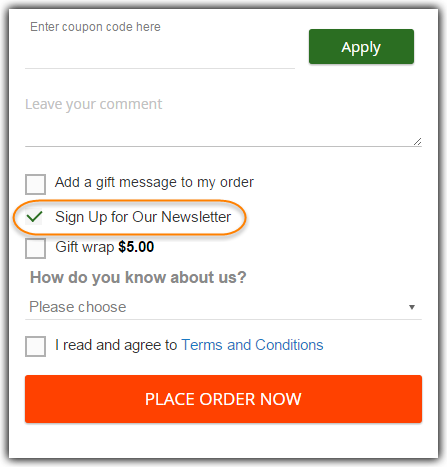 Enter coupon code here
Apply
Leave your comment
Add a gift message to my order
Sign Up for Our Newsletter
Gift wrap $5.00
How do you know about us?
Please choose
I read and agree to Terms and Conditions
PLACE ORDER NOW